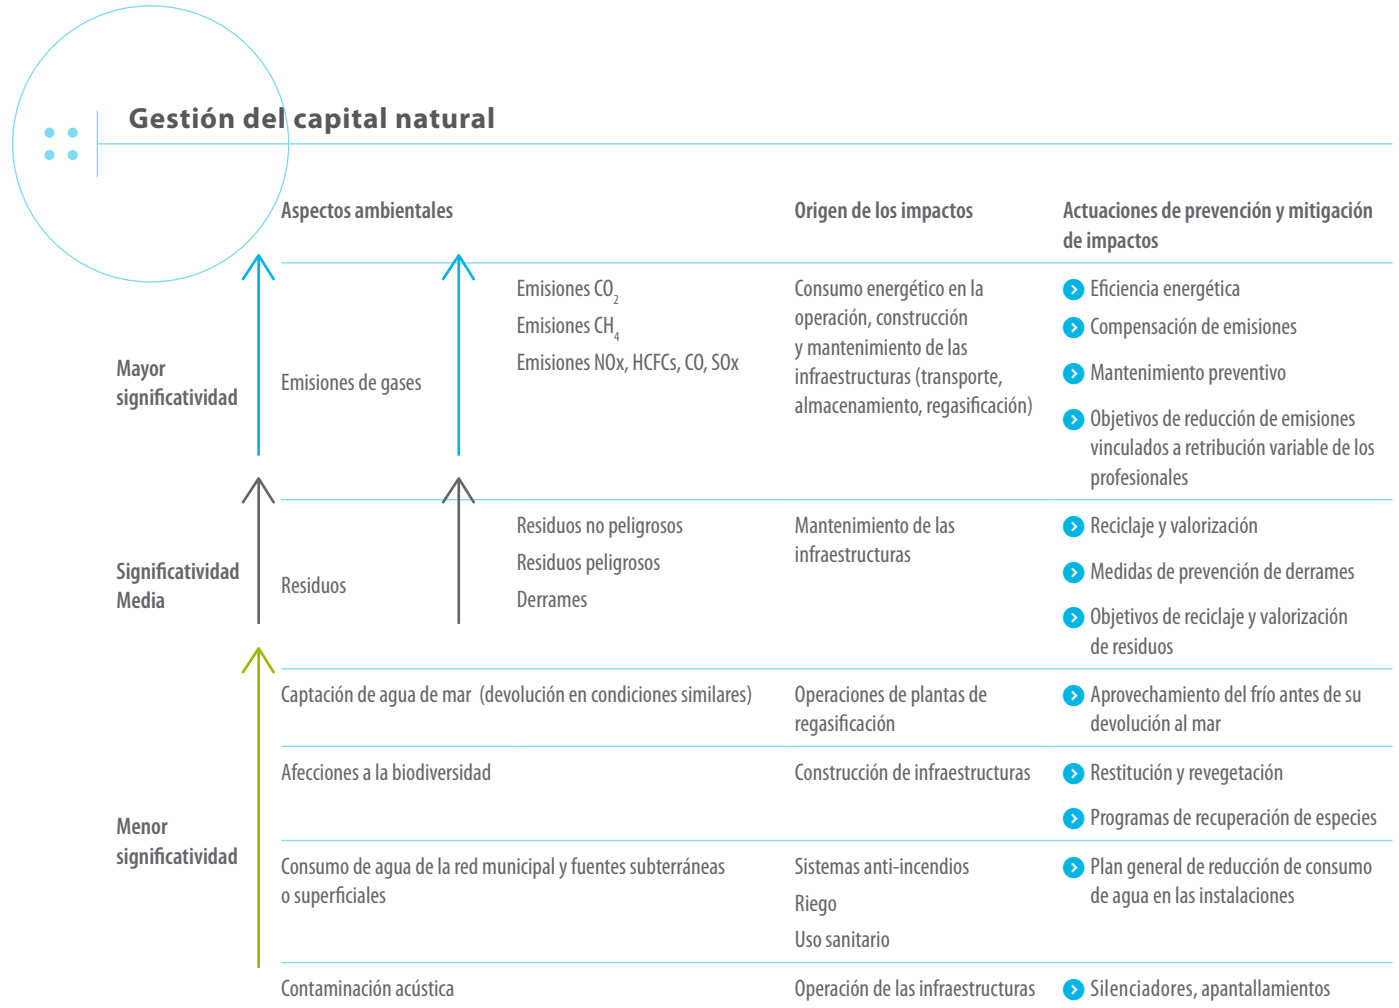 Gestión del capital natural
Aspectos ambientales
Origen de los impactos
Actuaciones de prevención y mitigación
de impactos
Mayor
significatividad
Emisiones de gases
Emisiones CO₂
Emisiones CH₄
Emisiones NOx, HCFCs, CO, SOx
Consumo energético en la
operación, construcción
y mantenimiento de las
infraestructuras (transporte,
almacenamiento, regasificación)
Eficiencia energética
Compensación de emisiones
Mantenimiento preventivo
Objetivos de reducción de emisiones
vinculados a retribución variable de los
profesionales
Significatividad
Media
Residuos
Residuos no peligrosos
Residuos peligrosos
Derrames
Mantenimiento de las
infraestructuras
Reciclaje y valorización
Medidas de prevención de derrames
Objetivos de reciclaje y valorización
de residuos
Menor
significatividad
Captación de agua de mar (devolución en condiciones similares)
Operaciones de plantas de
regasificación
Aprovechamiento del frío antes de su
devolución al mar
Afecciones a la biodiversidad
Construcción de infraestructuras
Restitución y revegetación
Programas de recuperación de especies
Consumo de agua de la red municipal y fuentes subterráneas
o superficiales
Sistemas anti-incendios
Riego
Uso sanitario
Plan general de reducción de consumo
de agua en las instalaciones
Contaminación acústica
Operación de las infraestructuras
Silenciadores, apantallamientos